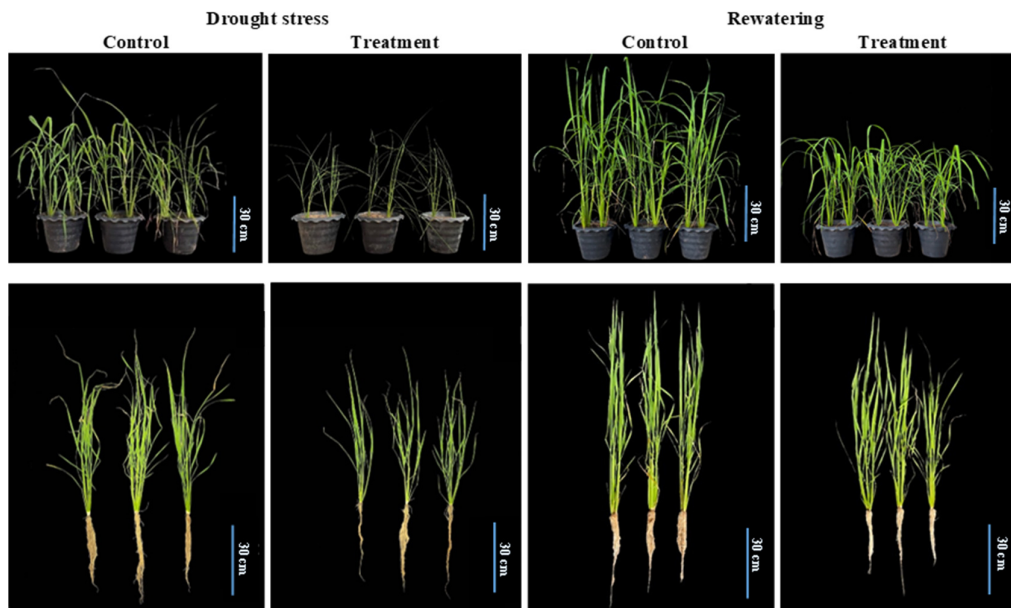 Drought stress
Rewatering
Control
Treatment
Control
Treatment
30 cm
30 cm
30 cm
30 cm
30 cm
30 cm
30 cm
30 cm